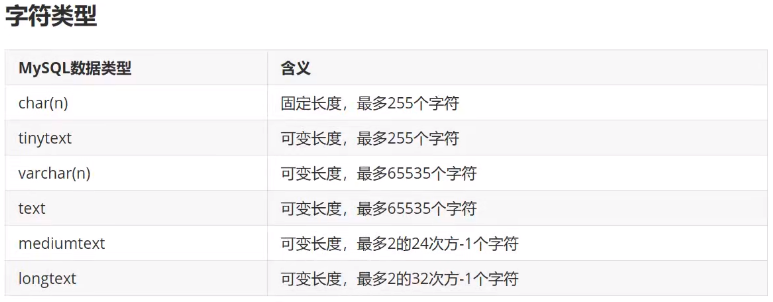 字符类型
MySQL数据类型 含义
char(n) 固定长度，最多255个字符
tinytext 可变长度，最多255个字符
varchar(n) 可变长度，最多65535个字符
text 可变长度，最多65535个字符
mediumtext 可变长度，最多2的24次方-1个字符
longtext 可变长度，最多2的32次方-1个字符